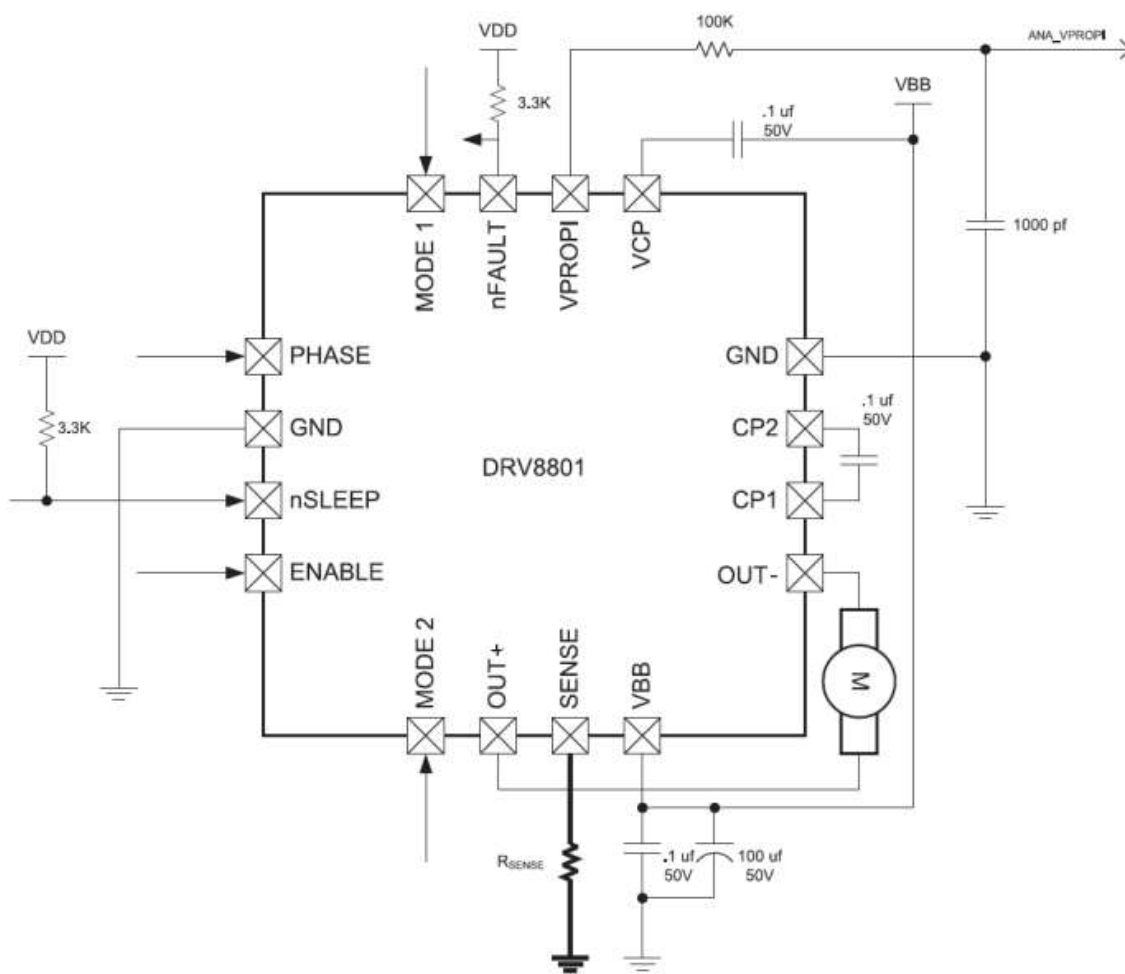 100K
ANA_VPROPI
VDD
VBB
3.3K
.1 uf
50V
MODE 1
nFAULT
VPROPI
VCP
1000 pf
VDD
PHASE
GND
3.3K
GND
CP2
.1 uf
50V
DRV8801
nSLEEP
CP1
ENABLE
OUT-
MODE 2
OUT+
SENSE
VBB
M
RSENSE
.1 uf
50V
100 uf
50V